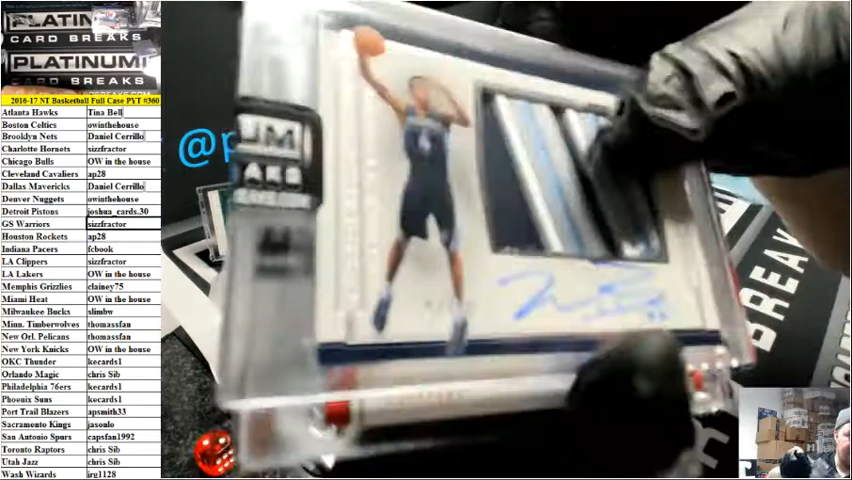 PLATIN
CARD BREAKS
PLATINUM
CARD BREAKS
2016-17 NT Basketball Full Case PYT #360
Atlanta Hawks Tina Bell
Boston Celtics owinthehouse
Brooklyn Nets Daniel Cerrillo
Charlotte Hornets sizzfractor
Chicago Bulls OW in the house
Cleveland Cavaliers ap28
Dallas Mavericks Daniel Cerrillo
Denver Nuggets owinthehouse
Detroit Pistons joshua_cards.30
GS Warriors sizzfractor
Houston Rockets ap28
Indiana Pacers fcbook
LA Clippers sizzfractor
LA Lakers OW in the house
Memphis Grizzlies clainey75
Miami Heat OW in the house
Milwaukee Bucks slimbw
Minn. Timberwolves thomassfan
New Orl. Pelicans thomassfan
New York Knicks OW in the house
OKC Thunder kecards1
Orlando Magic chris Sib
Philadelphia 76ers kecards1
Phoenix Suns kecards1
Port Trail Blazers apsmith33
Sacramento Kings jasonlo
San Antonio Spurs capsfan1992
Toronto Raptors chris Sib
Utah Jazz chris Sib
Wash Wizards jrg1128
@p
UM
EAKS
BREAK